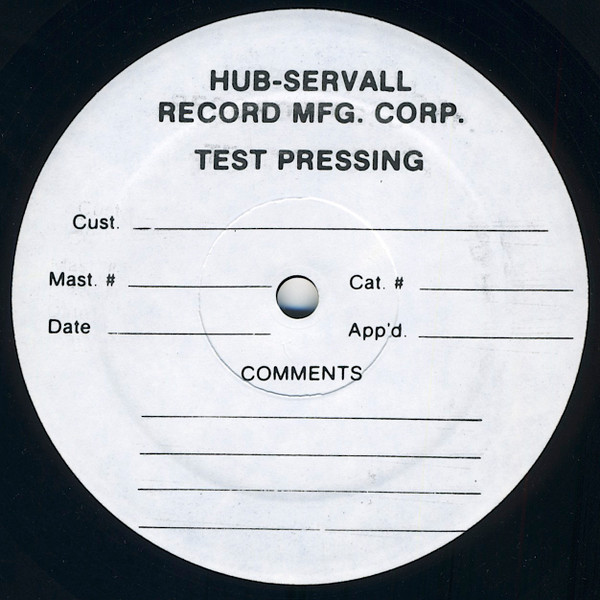 HUB-SERVALL
RECORD MFG. CORP.
TEST PRESSING
Cust.
Mast. # Cat. #
Date App'd.
COMMENTS